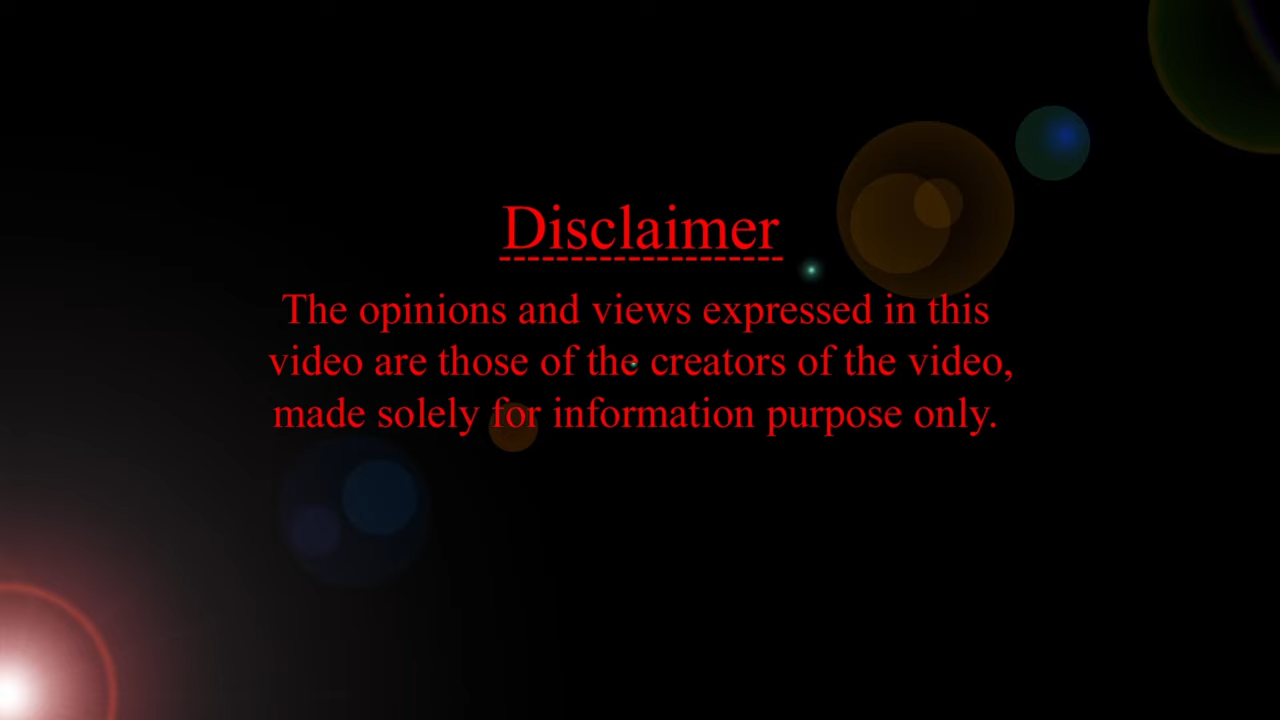 Disclaimer
The opinions and views expressed in this
video are those of the creators of the video,
made solely for information purpose only.